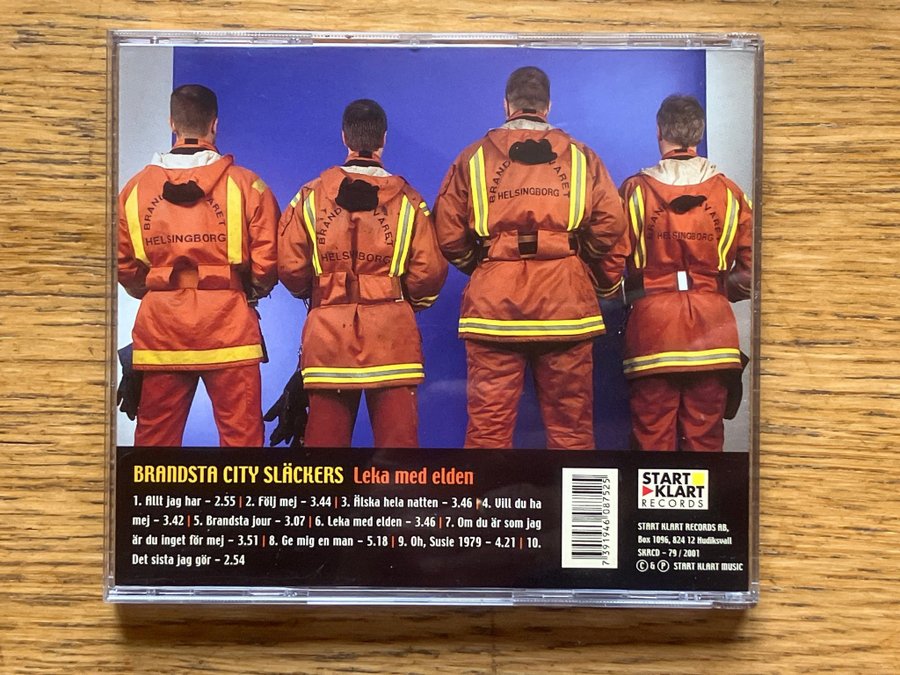 BRANDSVÄRET
HELSINGBORG
BRANDSVÄRET
HELSINGBORG
HELSINGBORG
HELSINGBORG
BRANDSTA CITY SLÄCKERS Leka med elden
1. Allt jag har - 2.55 | 2. Följ mej - 3.44 | 3. Älska hela natten - 3.46 | 4. Vill du ha
mej - 3.42 | 5. Brandsta jour - 3.07 | 6. Leka med elden - 3.46 | 7. Om du är som jag
är du inget för mej - 3.51 | 8. Ge mig en man - 5.18 | 9. Oh, Susie 1979 - 4.21 | 10.
Det sista jag gör - 2.54
7391946087525
START
KLART
RECORDS
START KLART RECORDS AB,
Box 1096, 824 12 Hudiksvall
SKRCD - 79 / 2001
© & ℗ START KLART MUSIC